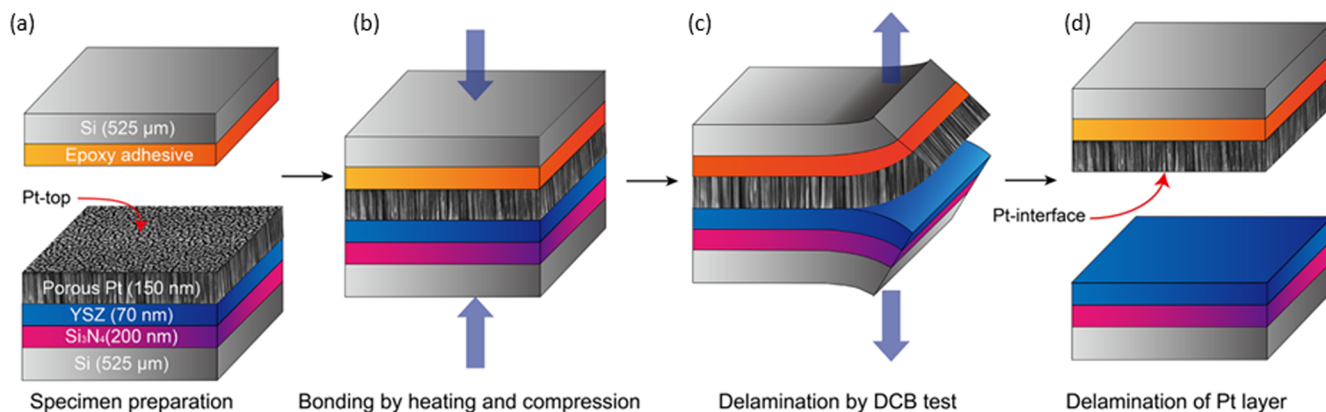 (a)
(b)
(c)
(d)
Si (525 μm)
Epoxy adhesive
Pt-top
Porous Pt (150 nm)
YSZ (70 nm)
Si₃N₄(200 nm)
Si (525 μm)
Pt-interface
Specimen preparation
Bonding by heating and compression
Delamination by DCB test
Delamination of Pt layer